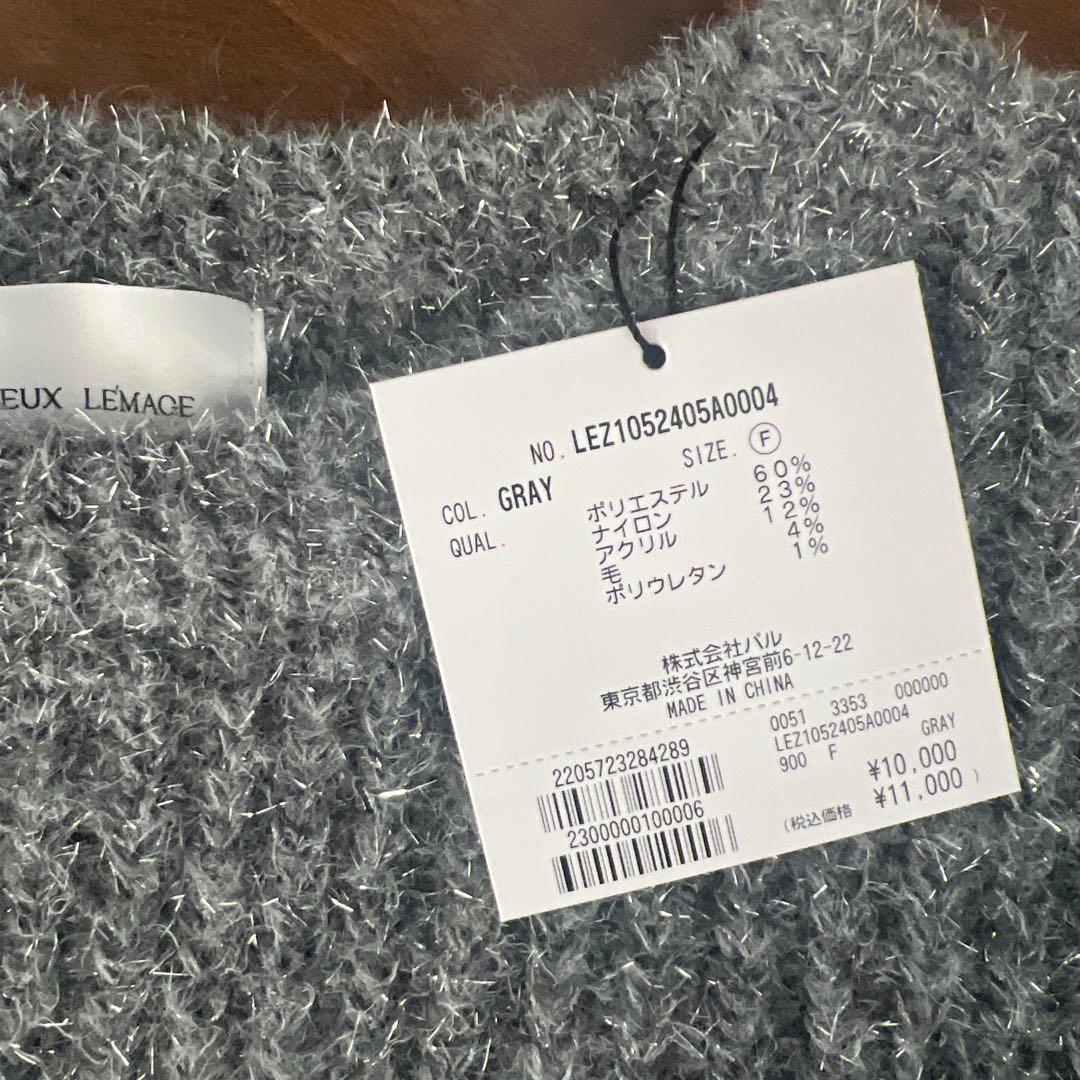 EUX LEMAGE
NO. LEZ1052405A0004
SIZE. F
COL. GRAY
QUAL. ポリエステル 60%
ナイロン 23%
アクリル 12%
毛 4%
ポリウレタン 1%
株式会社パル
東京都渋谷区神宮前6-12-22
MADE IN CHINA
2205723284289
2300000100006
0051 3353 000000
LEZ1052405A0004
900 F GRAY
¥10,000
(税込価格 ¥11,000 )